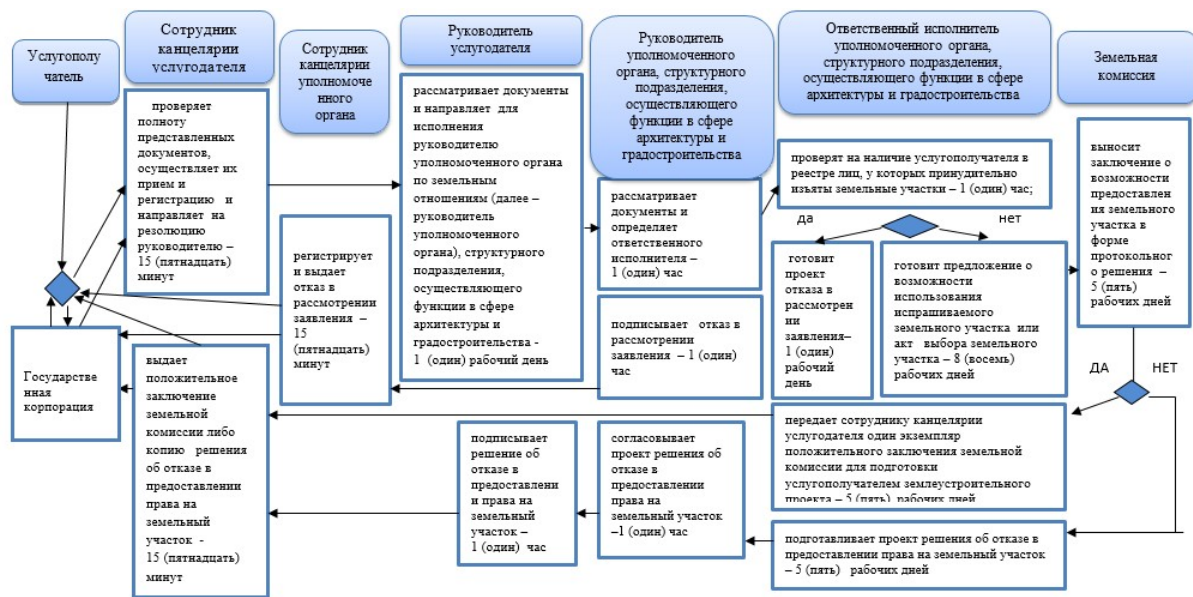 Услугополу
чатель
Сотрудник
канцелярии
услугодателя
Сотрудник
канцелярии
уполномоче
нного
органа
Руководитель
услугодателя
Руководитель
уполномоченного
органа, структурного
подразделения,
осуществляющего
функции в сфере
архитектуры и
градостроительства
Ответственный исполнитель
уполномоченного органа,
структурного подразделения,
осуществляющего функции в сфере
архитектуры и градостроительства
Земельная
комиссия
проверяет
полноту
представленных
документов,
осуществляет их
прием и
регистрацию и
направляет на
резолюцию
руководителю –
15 (пятнадцать)
минут
регистрирует
и выдает
отказ в
рассмотрении
заявления –
15
(пятнадцать)
минут
рассматривает документы
и направляет для
исполнения
руководителю
уполномоченного органа
по земельным
отношениям (далее –
руководитель
уполномоченного
органа), структурного
подразделения,
осуществляющего
функции в сфере
архитектуры и
градостроительства -
1 (один) рабочий день
рассматривает
документы и
определяет
ответственного
исполнителя –
1 (один) час
подписывает отказ в
рассмотрении
заявления – 1 (один)
час
проверят на наличие услугополучателя в
реестре лиц, у которых принудительно
изъяты земельные участки – 1 (один) час;
да
нет
готовит
проект
отказа в
рассмотрен
ии
заявления–
1 (один)
рабочий
день
готовит предложение о
возможности
использования
испрашиваемого
земельного участка или
акт выбора земельного
участка – 8 (восемь)
рабочих дней
выносит
заключение о
возможности
предоставлен
ия земельного
участка в
форме
протокольног
о решения –
5 (пять)
рабочих дней
ДА
НЕТ
Государстве
нная
корпорация
выдает
положительное
заключение
земельной
комиссии либо
копию решения
об отказе в
предоставлении
права на
земельный
участок -
15 (пятнадцать)
минут
подписывает
решение об
отказе в
предоставлени
и права на
земельный
участок –
1 (один) час
согласовывает
проект решения об
отказе в
предоставлении
права на
земельный участок
–1 (один) час
передает сотруднику канцелярии
услугодателя один экземпляр
положительного заключения земельной
комиссии для подготовки
услугополучателем землеустроительного
проекта – 5 (пять) рабочих дней
подготавливает проект решения об отказе в
предоставлении права на земельный участок
– 5 (пять) рабочих дней